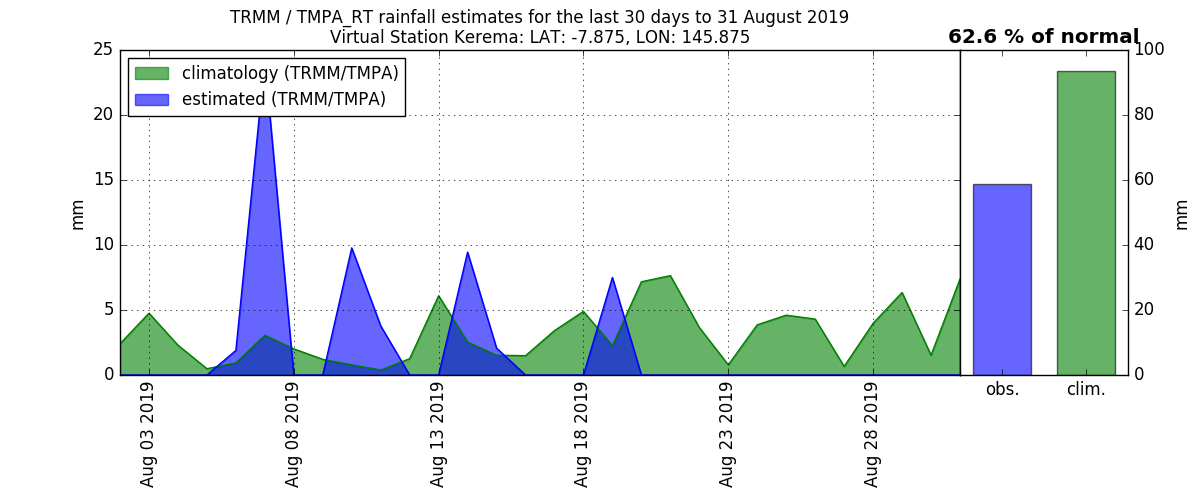 TRMM / TMPA_RT rainfall estimates for the last 30 days to 31 August 2019
Virtual Station Kerema: LAT: -7.875, LON: 145.875
62.6 % of normal
climatology (TRMM/TMPA)
estimated (TRMM/TMPA)
25
20
15
10
5
0
mm
100
80
60
40
20
0
mm
obs.
clim.
Aug 03 2019
Aug 08 2019
Aug 13 2019
Aug 18 2019
Aug 23 2019
Aug 28 2019